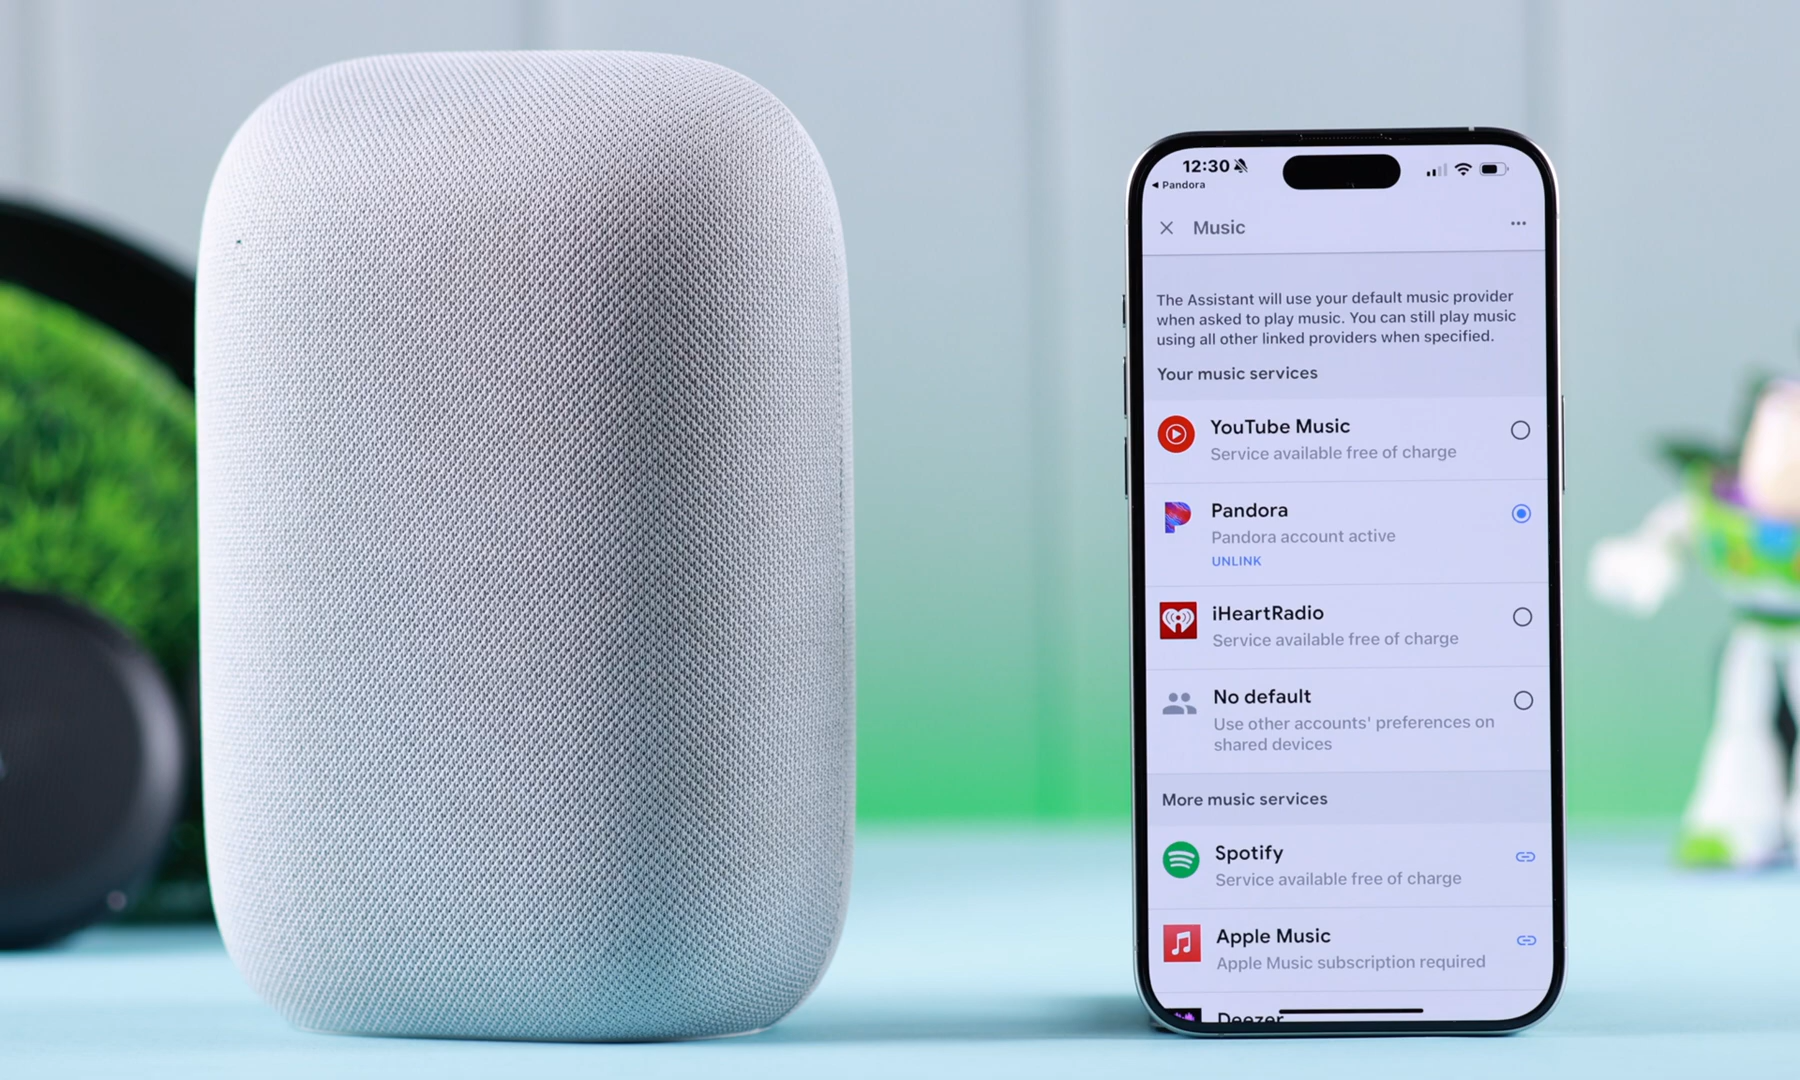 12:30
◀ Pandora
Music
The Assistant will use your default music provider
when asked to play music. You can still play music
using all other linked providers when specified.
Your music services
YouTube Music
Service available free of charge
Pandora
Pandora account active
UNLINK
iHeartRadio
Service available free of charge
No default
Use other accounts' preferences on
shared devices
More music services
Spotify
Service available free of charge
Apple Music
Apple Music subscription required
Deezer